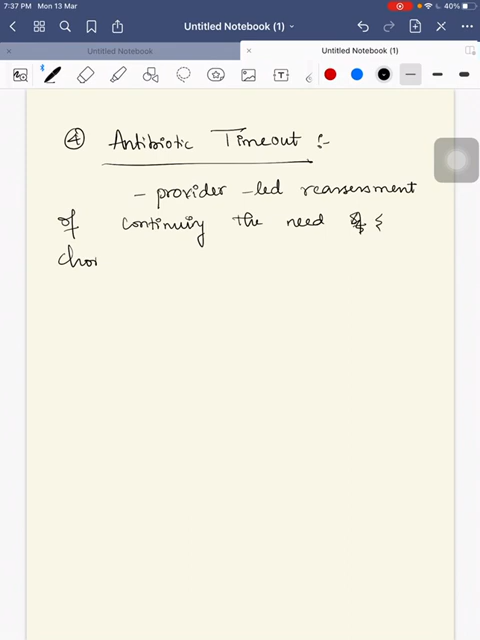 7:37 PM Mon 13 Mar
40%
Untitled Notebook (1)
Untitled Notebook
Untitled Notebook (1)
④ Antibiotic Timeout :-
- provider -led reassessment
of continuing the need
choi